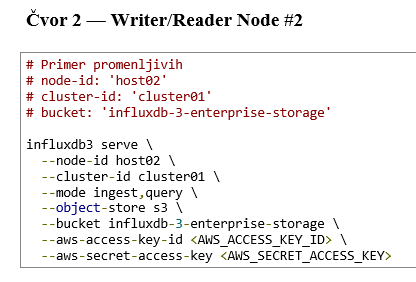 Čvor 2 — Writer/Reader Node #2
# Primer promenljivih
# node-id: 'host02'
# cluster-id: 'cluster01'
# bucket: 'influxdb-3-enterprise-storage'
influxdb3 serve \
--node-id host02 \
--cluster-id cluster01 \
--mode ingest,query \
--object-store s3 \
--bucket influxdb-3-enterprise-storage \
--aws-access-key-id <AWS_ACCESS_KEY_ID> \
--aws-secret-access-key <AWS_SECRET_ACCESS_KEY>